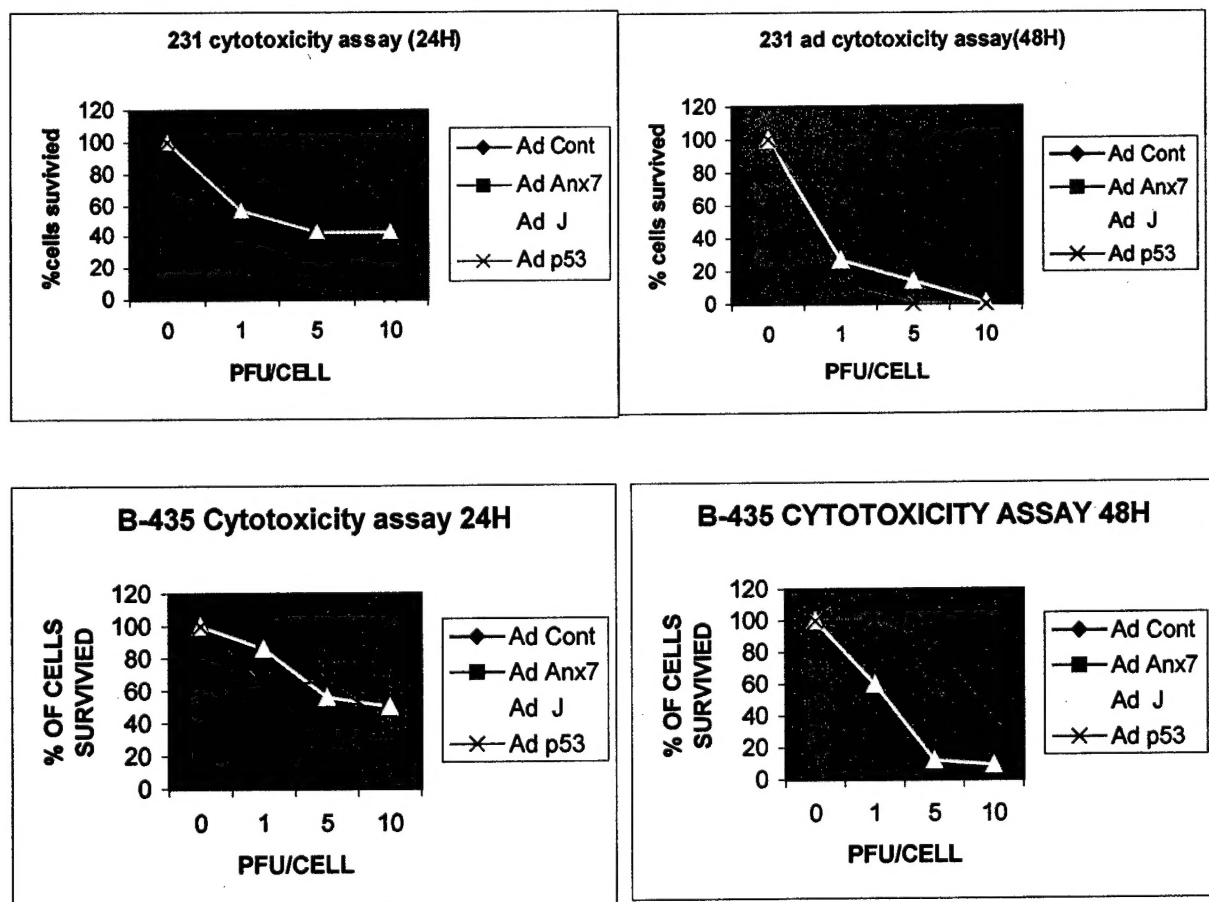 231 cytotoxicity assay (24H)
%cells suvivied
120
100
80
60
40
20
0
0 1 5 10
PFU/CELL
Ad Cont
Ad Anx7
Ad J
Ad p53
231 ad cytotoxicity assay(48H)
% cells survived
120
100
80
60
40
20
0
0 1 5 10
PFU/CELL
Ad Cont
Ad Anx7
Ad J
Ad p53
B-435 Cytotoxicity assay 24H
% OF CELLS
SURVIVIED
120
100
80
60
40
20
0
0 1 5 10
PFU/CELL
Ad Cont
Ad Anx7
Ad J
Ad p53
B-435 CYTOTOXICITY ASSAY 48H
% OF CELLS
SURVIVED
120
100
80
60
40
20
0
0 1 5 10
PFU/CELL
Ad Cont
Ad Anx7
Ad J
Ad p53